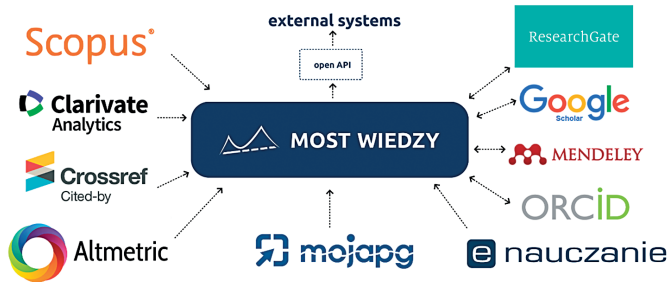 Scopus®
external systems
open API
ResearchGate
Clarivate
Analytics
MOST WIEDZY
Google
Scholar
Crossref
Cited-by
MENDELEY
ORCiD
Altmetric
mojapg
e nauczanie